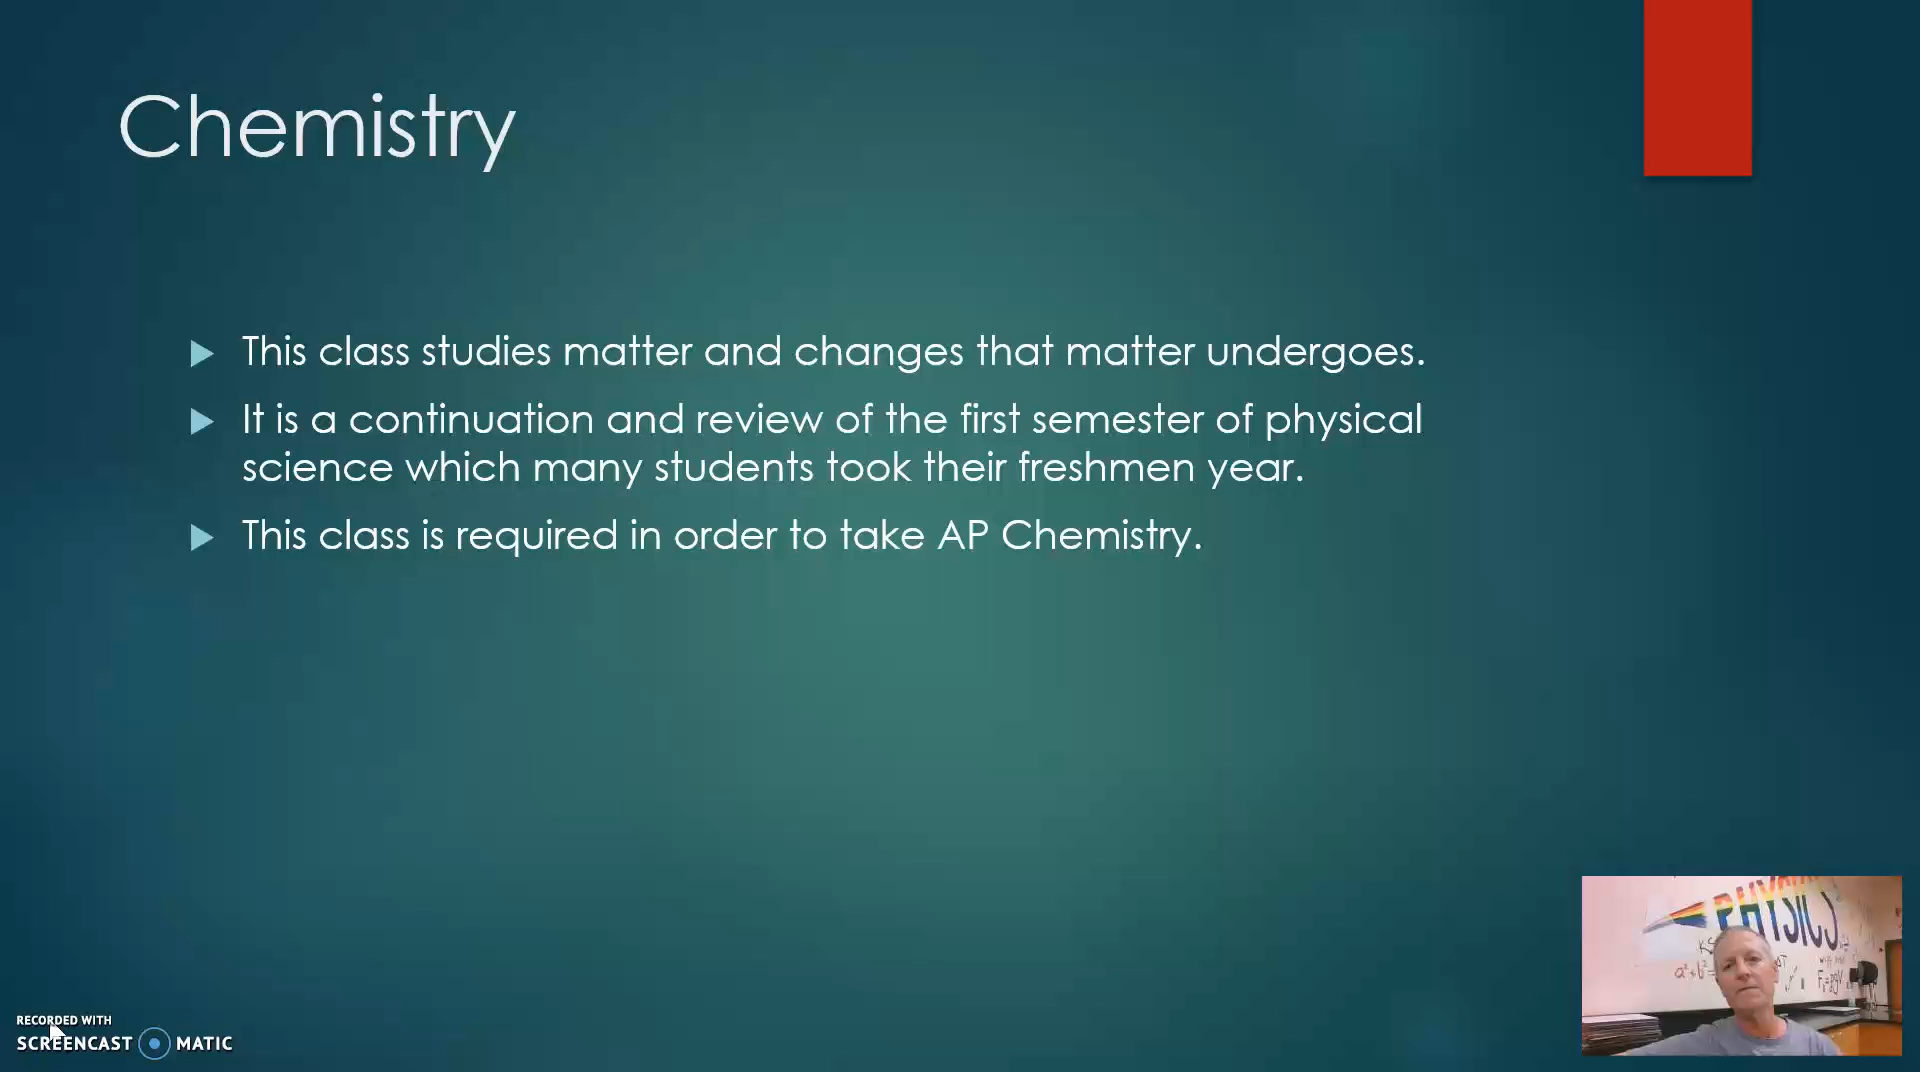 Chemistry
This class studies matter and changes that matter undergoes.
It is a continuation and review of the first semester of physical
science which many students took their freshmen year.
This class is required in order to take AP Chemistry.
PHYSICS
RECORDED WITH
SCREENCAST MATIC